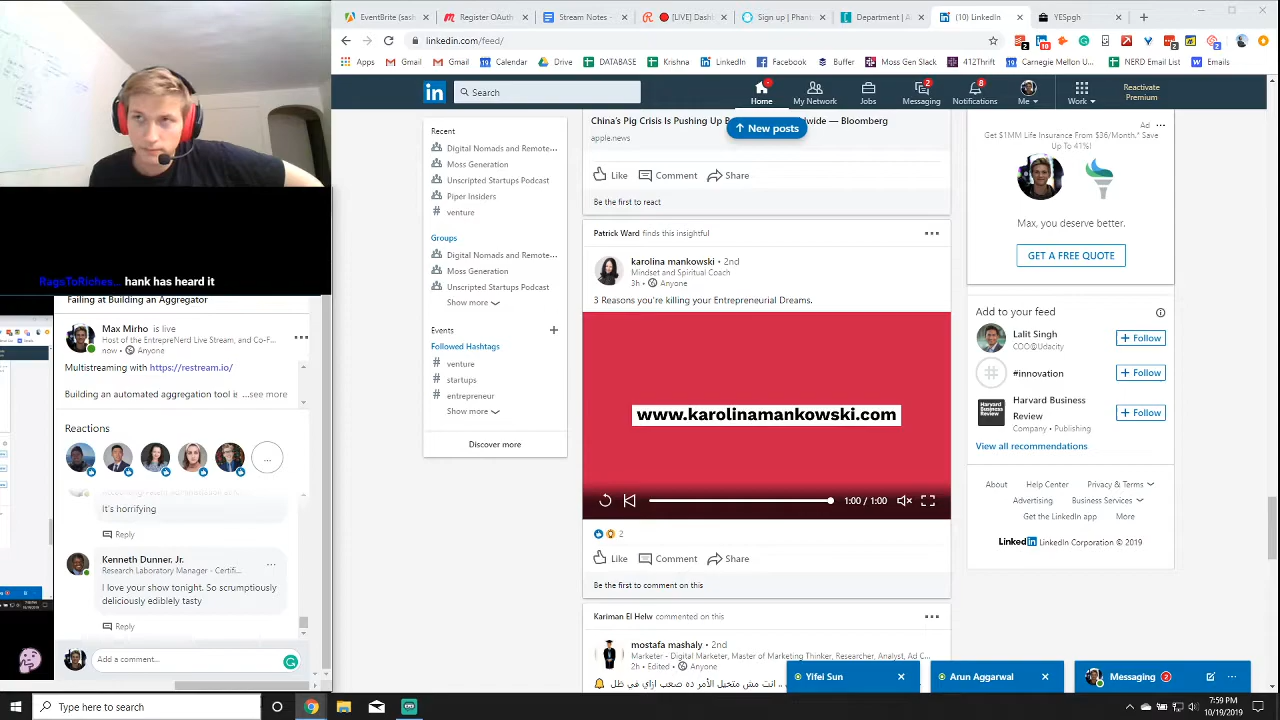 EventBrite (sash
Register OAuth
Stream Notes -
[LIVE] Dash
Sign up | Phant
Department | A
(10) LinkedIn
YESpgh
linkedin.com/feed/
Apps
Gmail
Gmail
Calendar
Drive
DATABASE
Krishna
LinkedIn
Facebook
Buffer
Moss Gen Slack
412Thrift
Carnegie Mellon U...
NERD Email List
Emails
in
Search
Home
My Network
Jobs
Messaging
2
Notifications
8
Me
Work
Reactivate
Premium
Recent
Digital Nomads and Remote...
Moss Generation
Unscripted Startups Podcast
Piper Insiders
# venture
Groups
Digital Nomads and Remote...
Moss Generation
Unscripted Startups Podcast
Show more
Events
Followed Hashtags
# venture
# startups
# entrepreneur
Show more
Discover more
China's Pig Crisis Is Pushing Up
wide — Bloomberg
New posts
apple.news
Like
Comment
Share
Be the first to react
Patrick Ward finds this insightful
karolina mankowski • 2nd
Mindset and Spiritual Coach
3h • Anyone
3 Reasons you're killing your Entrepreneurial Dreams.
www.karolinamankowski.com
1:00 / 1:00
2
Like
Comment
Share
Be the first to comment on this
Kariman El Helw commented on this
mostafa mashaly • 2nd
Marketer - Digital Marketer, Master of Marketing Thinker, Researcher, Analyst, Ad C...
2h • Edited • Anyone
Ad
Get $1MM Life Insurance From $36/Month.* Save
Up To 41%!
Max, you deserve better.
GET A FREE QUOTE
Add to your feed
Lalit Singh
COO@Udacity
+ Follow
#innovation
+ Follow
Harvard Business
Review
Company • Publishing
+ Follow
View all recommendations
About
Help Center
Privacy & Terms
Advertising
Business Services
Get the LinkedIn app
More
LinkedIn LinkedIn Corporation © 2019
RagsToRiches... hank has heard it
Failing at Building an Aggregator
Max Mirho is live
Host of the EntrepreNerd Live Stream, and Co-F...
now • Anyone
Multistreaming with https://restream.io/
Building an automated aggregation tool is ...see more
Reactions
It's horrifying
Reply
Kenneth Dunner, Jr.
Research Laboratory Manager - Certifi...
I love your show tonight. So scrumptiously
deliciously edibly tasty
Reply
Add a comment...
Yifei Sun
Arun Aggarwal
Messaging 2
Type here to search
7:59 PM
10/19/2019